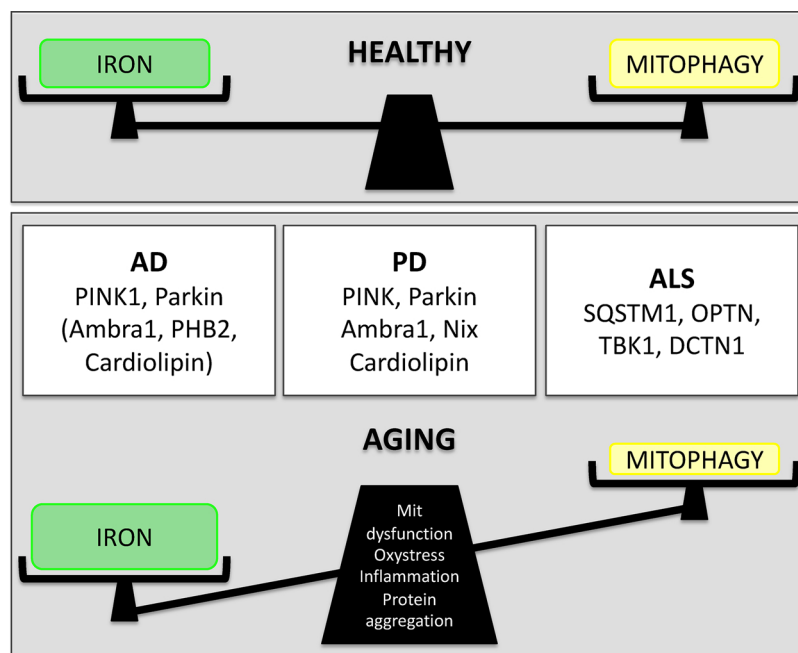 HEALTHY
IRON
MITOPHAGY
AD
PINK1, Parkin
(Ambra1, PHB2,
Cardiolipin)
PD
PINK, Parkin
Ambra1, Nix
Cardiolipin
ALS
SQSTM1, OPTN,
TBK1, DCTN1
AGING
MITOPHAGY
IRON
Mit
dysfunction
Oxystress
Inflammation
Protein
aggregation